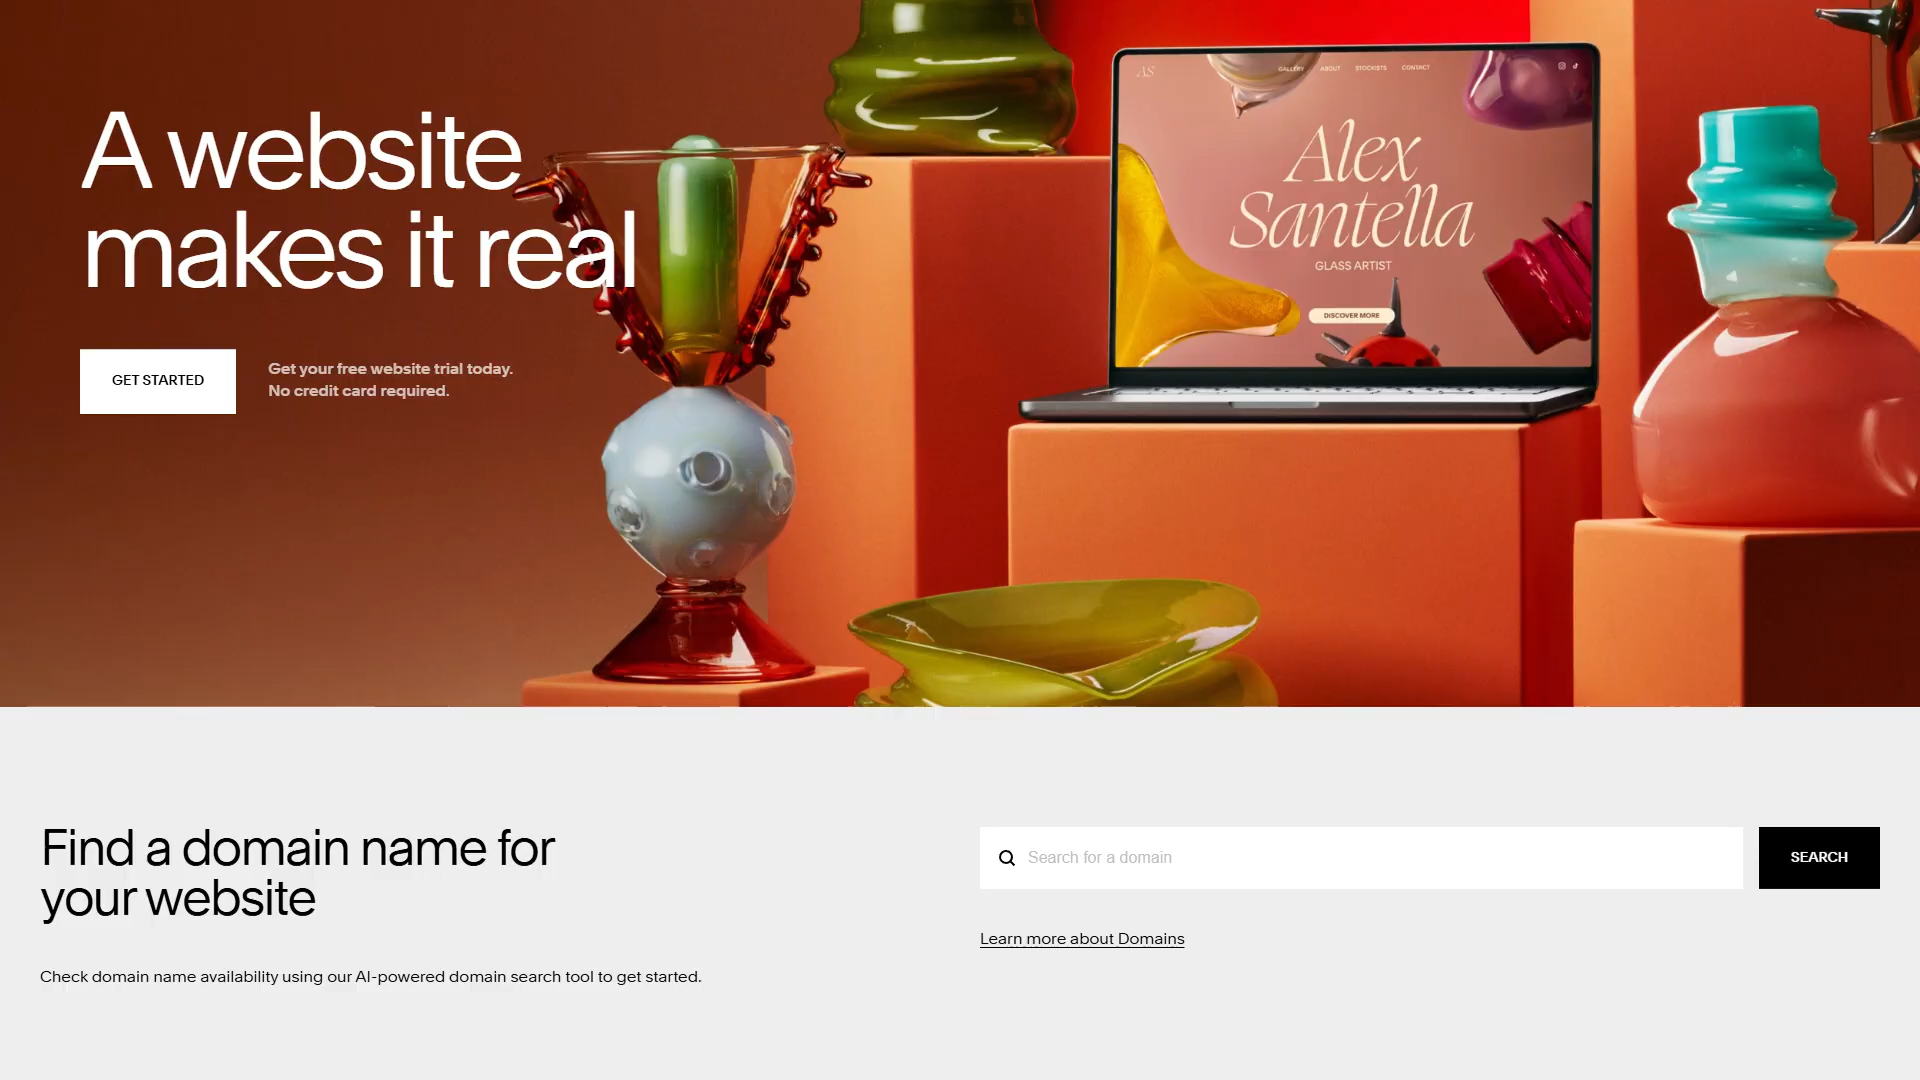 A website
makes it real
GET STARTED
Get your free website trial today.
No credit card required.
AS
GALLERY ABOUT STOCKISTS CONTACT
Alex
Santella
GLASS ARTIST
DISCOVER MORE
Find a domain name for
your website
Check domain name availability using our AI-powered domain search tool to get started.
Search for a domain
SEARCH
Learn more about Domains